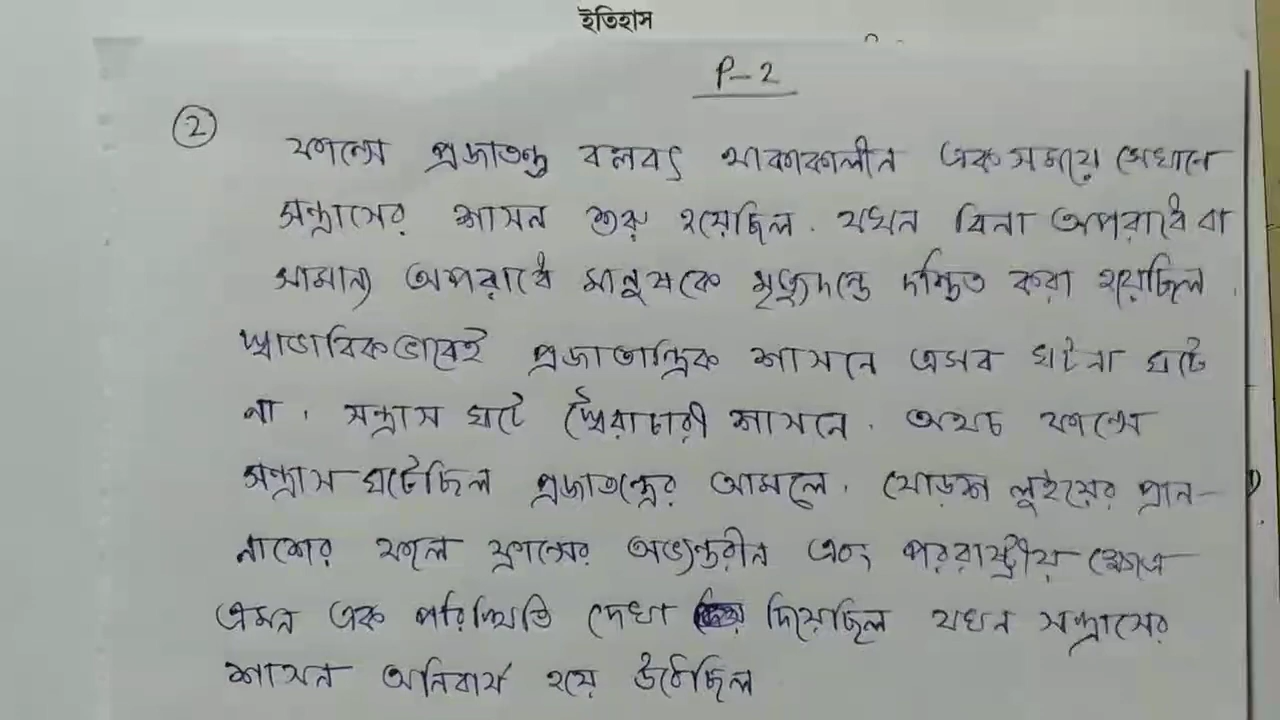 ইতিহাস
P-2
2
ফ্রান্সে প্রজাতন্ত্র বলবৎ থাকাকালীন এক সময়ে সেখানে
সন্ত্রাসের শাসন শুরু হয়েছিল. যখন বিনা অপরাধে বা
সামান্য অপরাধে মানুষকে মৃত্যুদন্ডে দন্ডিত করা হয়েছিল.
স্বাভাবিকভাবেই প্রজাতান্ত্রিক শাসনে এসব ঘটনা ঘটে
না. সন্ত্রাস ঘটে স্বৈরাচারী শাসনে. অথচ ফ্রান্সে
সন্ত্রাস ঘটেছিল প্রজাতন্ত্রের আমলে. ষোড়শ লুইয়ের প্রান-
নাশের ফলে ফ্রান্সের অভ্যন্তরীন এবং পররাষ্ট্রীয় ক্ষেত্রে
এমন এক পরিস্থিতি দেখা দিয়েছিল যখন সন্ত্রাসের
শাসন অনিবার্য হয়ে উঠেছিল